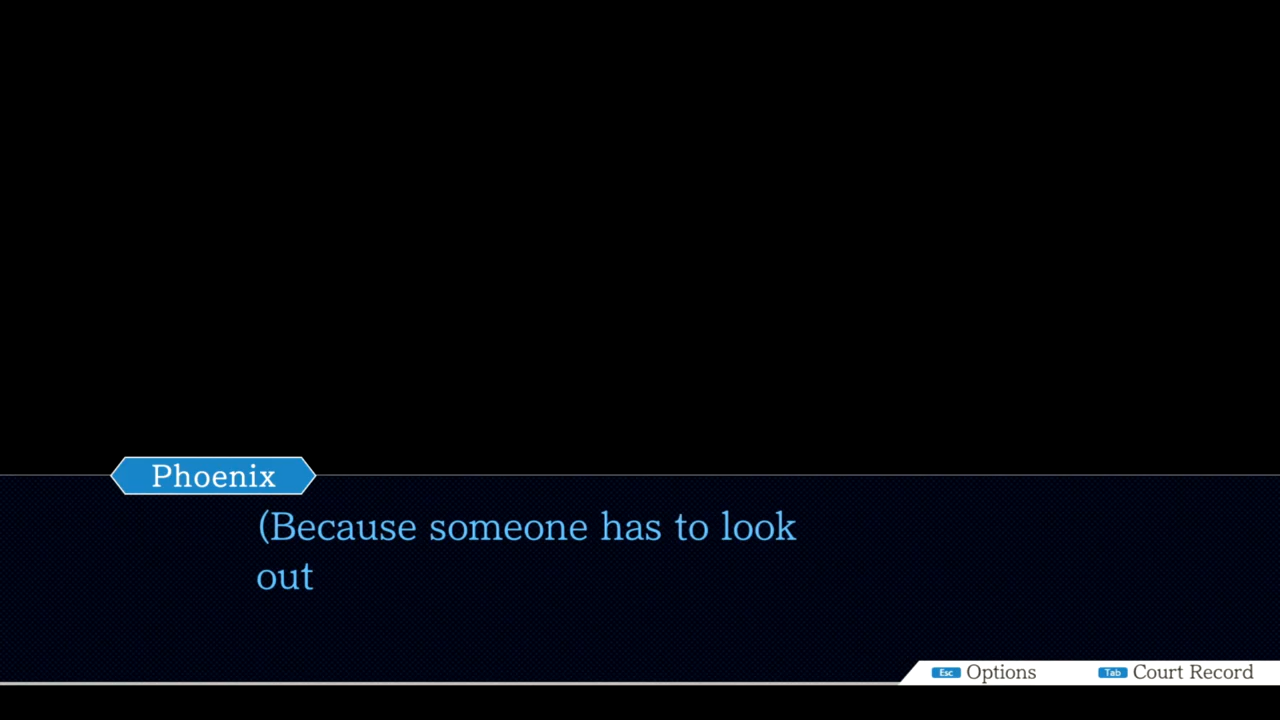 Phoenix
(Because someone has to look
out
Esc Options Tab Court Record